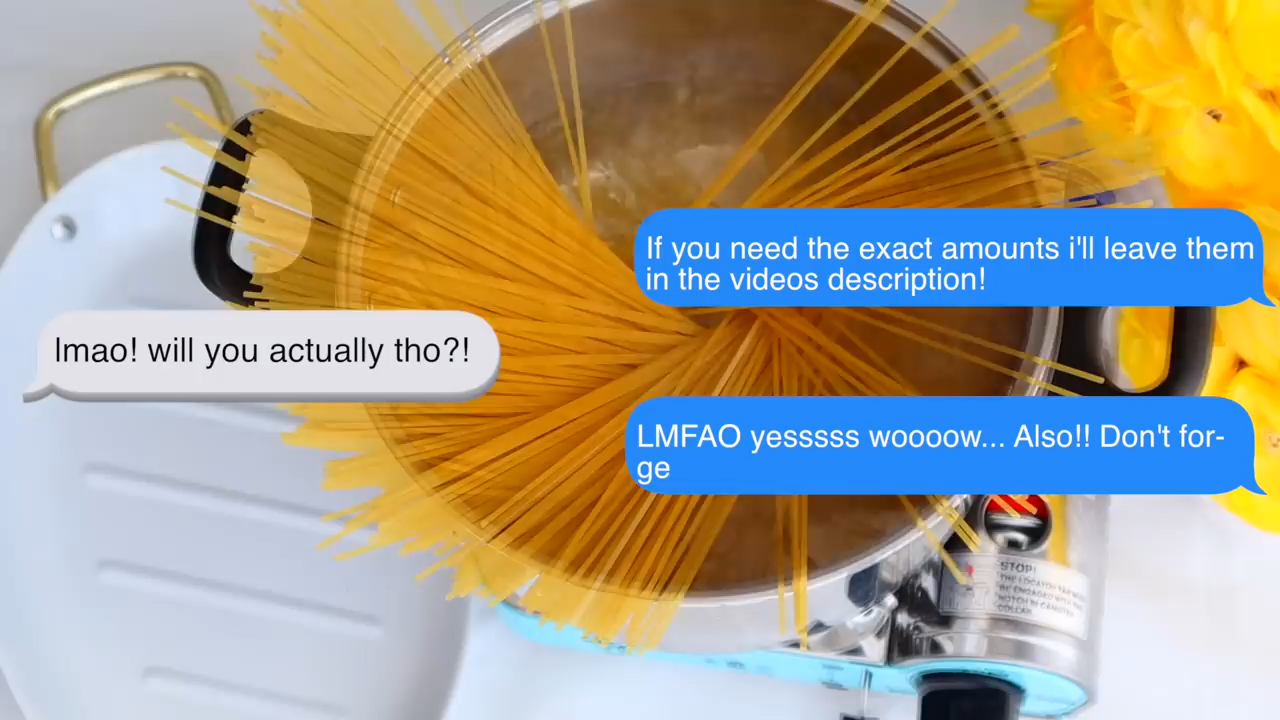 If you need the exact amounts i'll leave them
in the videos description!
lmao! will you actually tho?!
LMFAO yesssss woooow... Also!! Don't for-
ge
STOP!
COLLAR